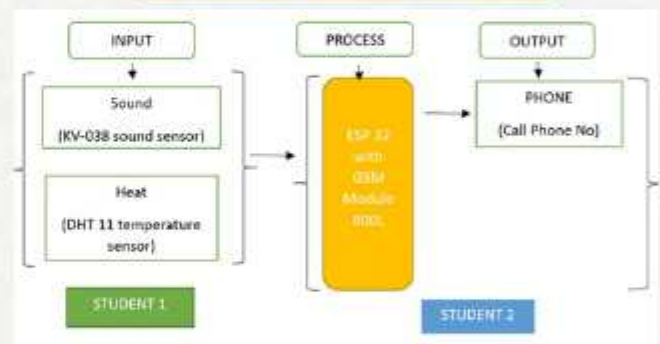 INPUT
PROCESS
OUTPUT
Sound
(KV-038 sound sensor)
Heat
(DHT 11 temperature
sensor)
ESP 32
with
GSM
Module
800L
PHONE
(Call Phone No)
STUDENT 1
STUDENT 2